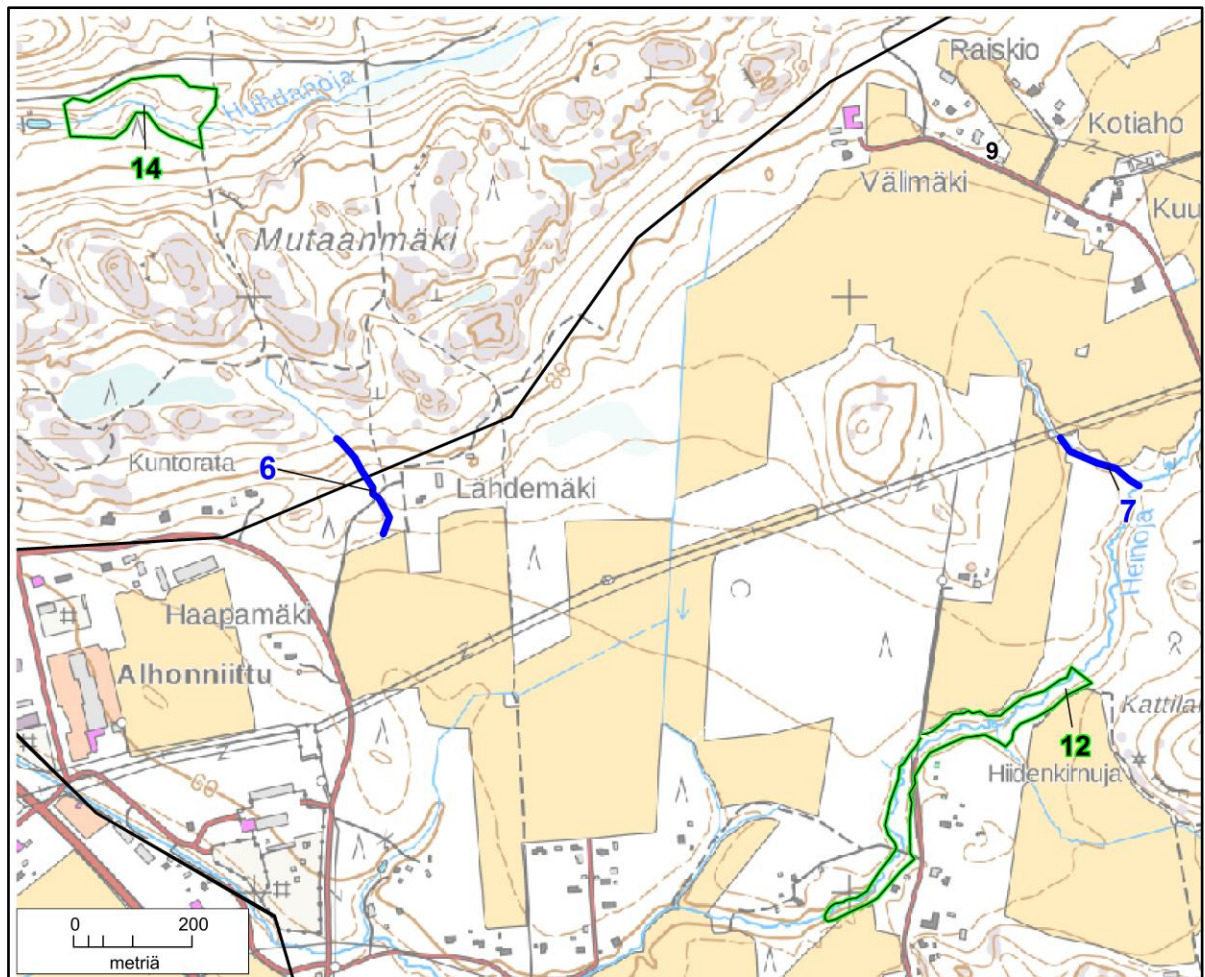 Raiskio
Huhdanoja
Kotiaho
14
9
Välimäki
Kuu
Mutaanmäki
80
Kuntorata
6
Lähdemäki
7
Heinoja
Haapamäki
Alhonniittu
Kattila
12
Hiidenkirnuja
60
0 200
metriä